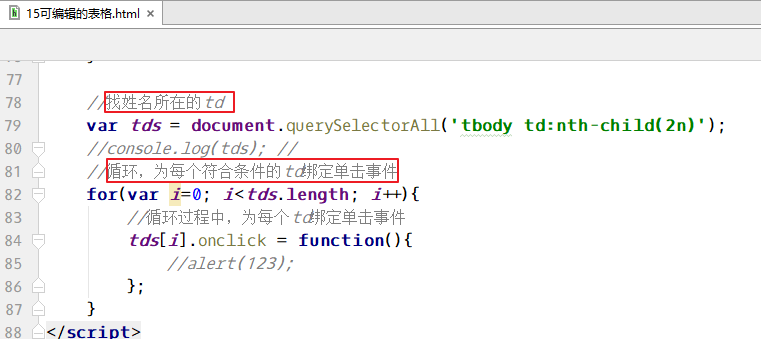 15可编辑的表格.html ×
77
78 //找姓名所在的td
79 var tds = document.querySelectorAll('tbody td:nth-child(2n)');
80 //console.log(tds); //
81 //循环，为每个符合条件的td绑定单击事件
82 for(var i=0; i<tds.length; i++){
83 //循环过程中，为每个td绑定单击事件
84 tds[i].onclick = function(){
85 //alert(123);
86 };
87 }
88 </script>